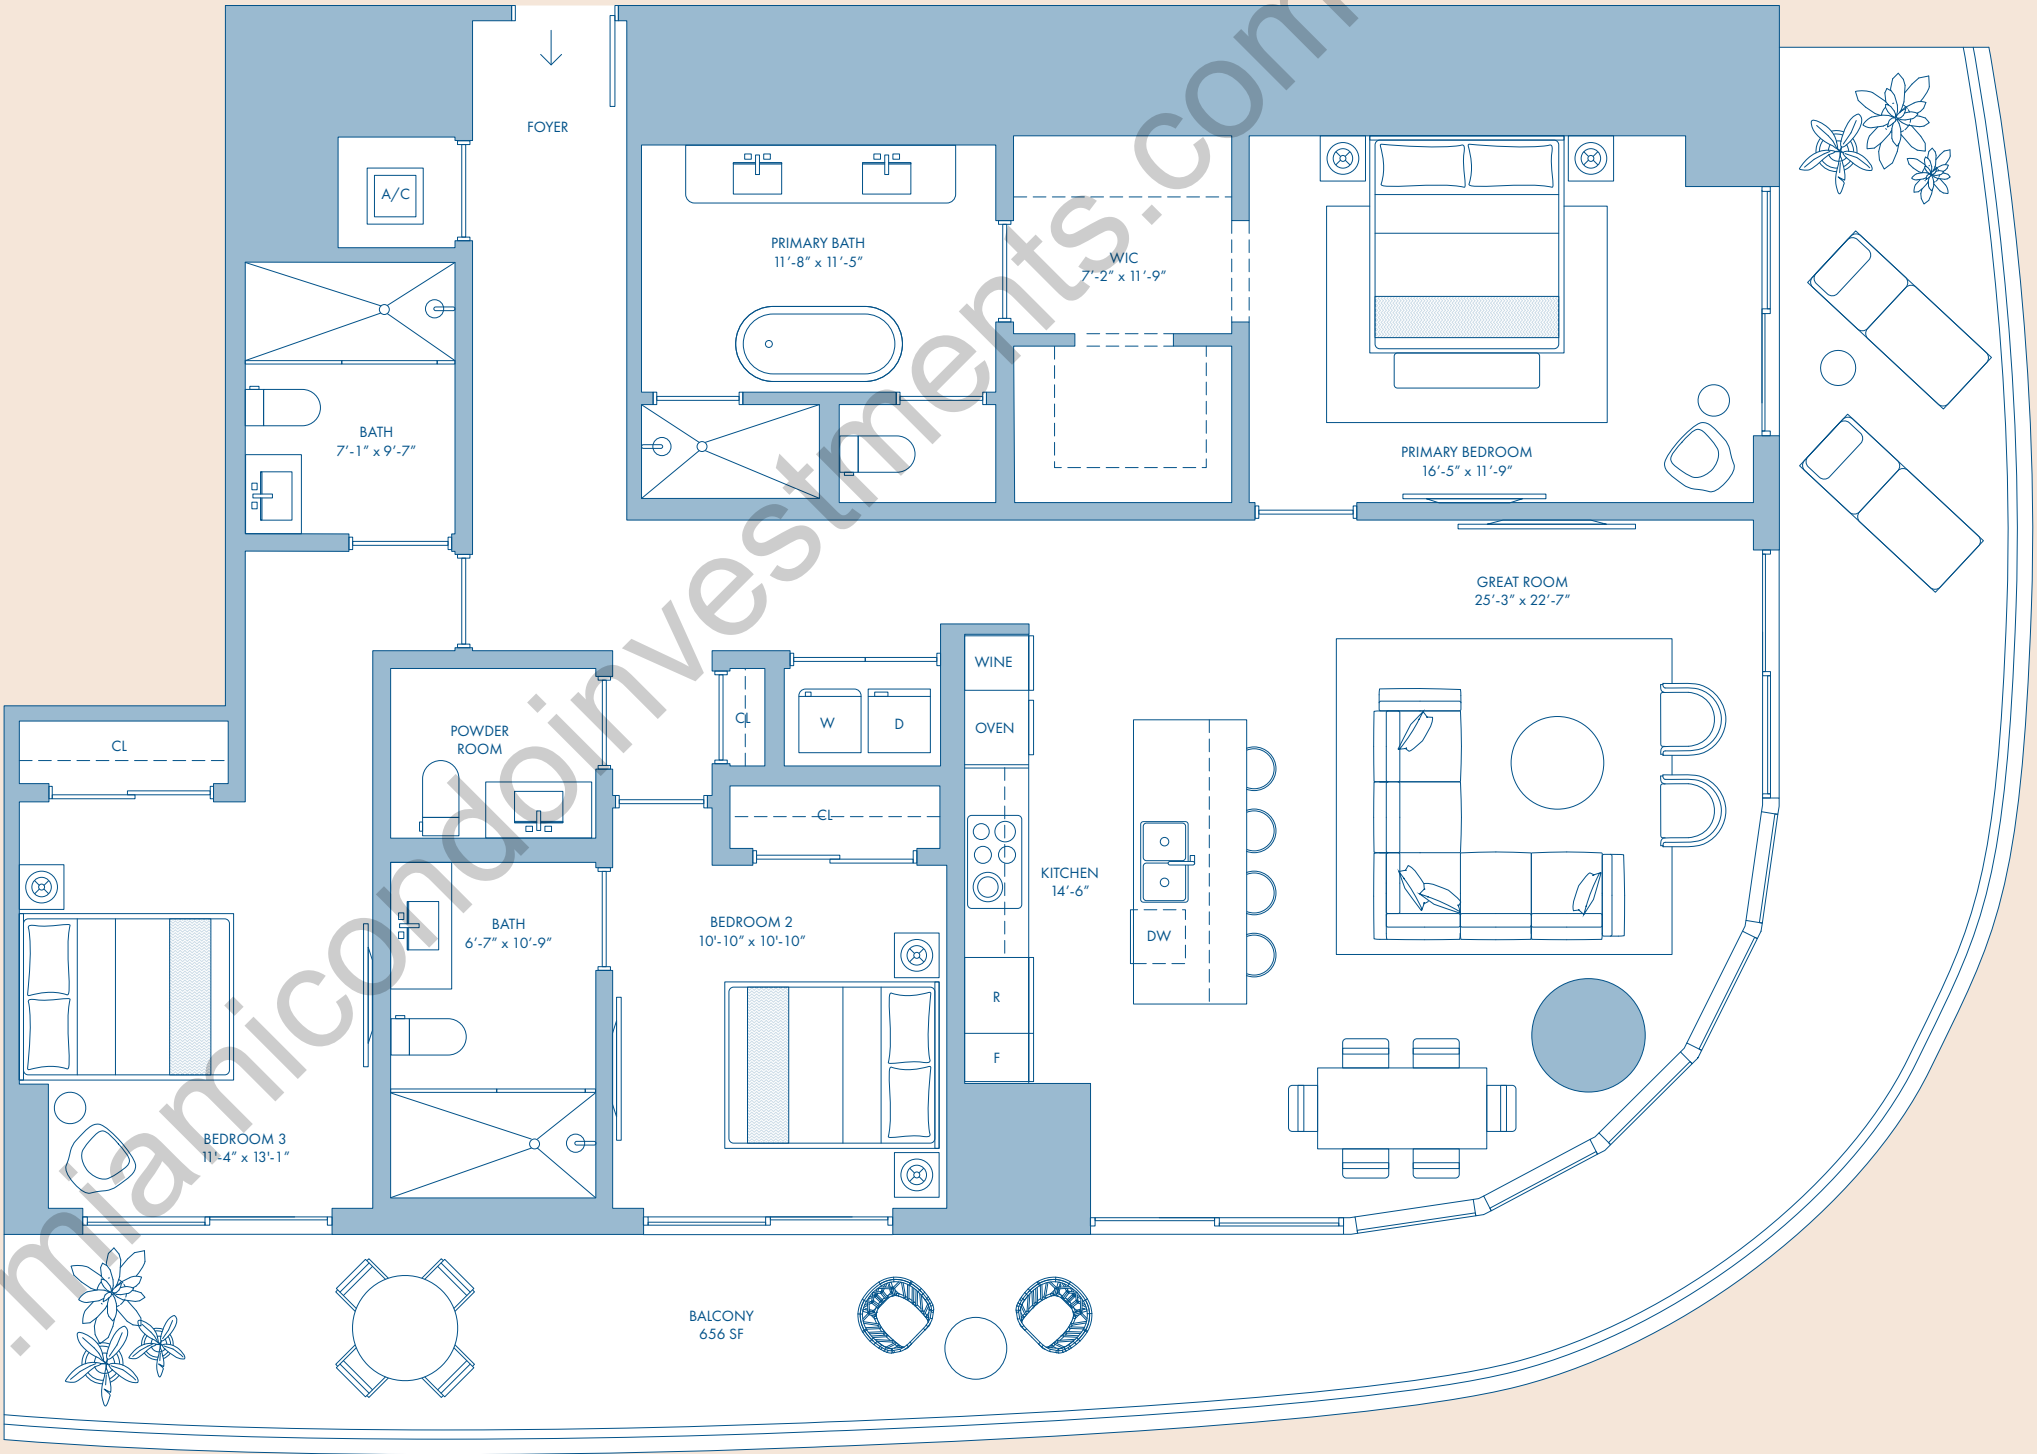 FOYER
A/C
PRIMARY BATH
11'-8" x 11'-5"
WIC
7'-2" x 11'-9"
BATH
7'-1" x 9'-7"
PRIMARY BEDROOM
16'-5" x 11'-9"
GREAT ROOM
25'-3" x 22'-7"
WINE
OVEN
POWDER
ROOM
CL
W
D
CL
CL
KITCHEN
14'-6"
BATH
6'-7" x 10'-9"
BEDROOM 2
10'-10" x 10'-10"
DW
R
F
BEDROOM 3
11'-4" x 13'-1"
BALCONY
656 SF
.miamicondoinvestments.com